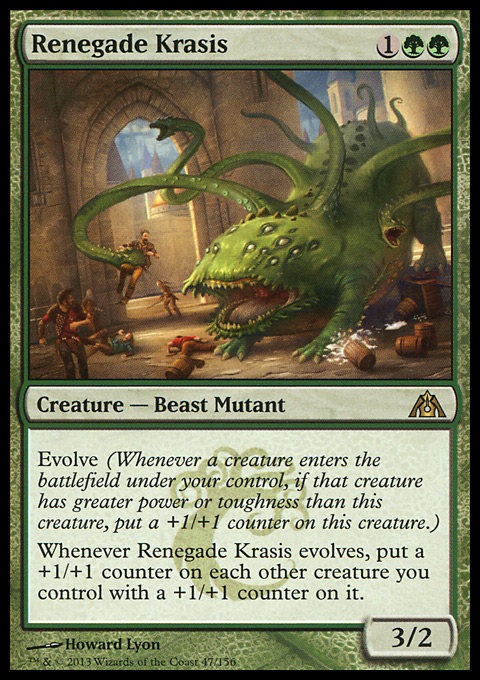 Renegade Krasis 1
Creature — Beast Mutant
Evolve (Whenever a creature enters the
battlefield under your control, if that creature
has greater power or toughness than this
creature, put a +1/+1 counter on this creature.)
Whenever Renegade Krasis evolves, put a
+1/+1 counter on each other creature you
control with a +1/+1 counter on it.
3/2
Howard Lyon
™ & © 2013 Wizards of the Coast 47/156